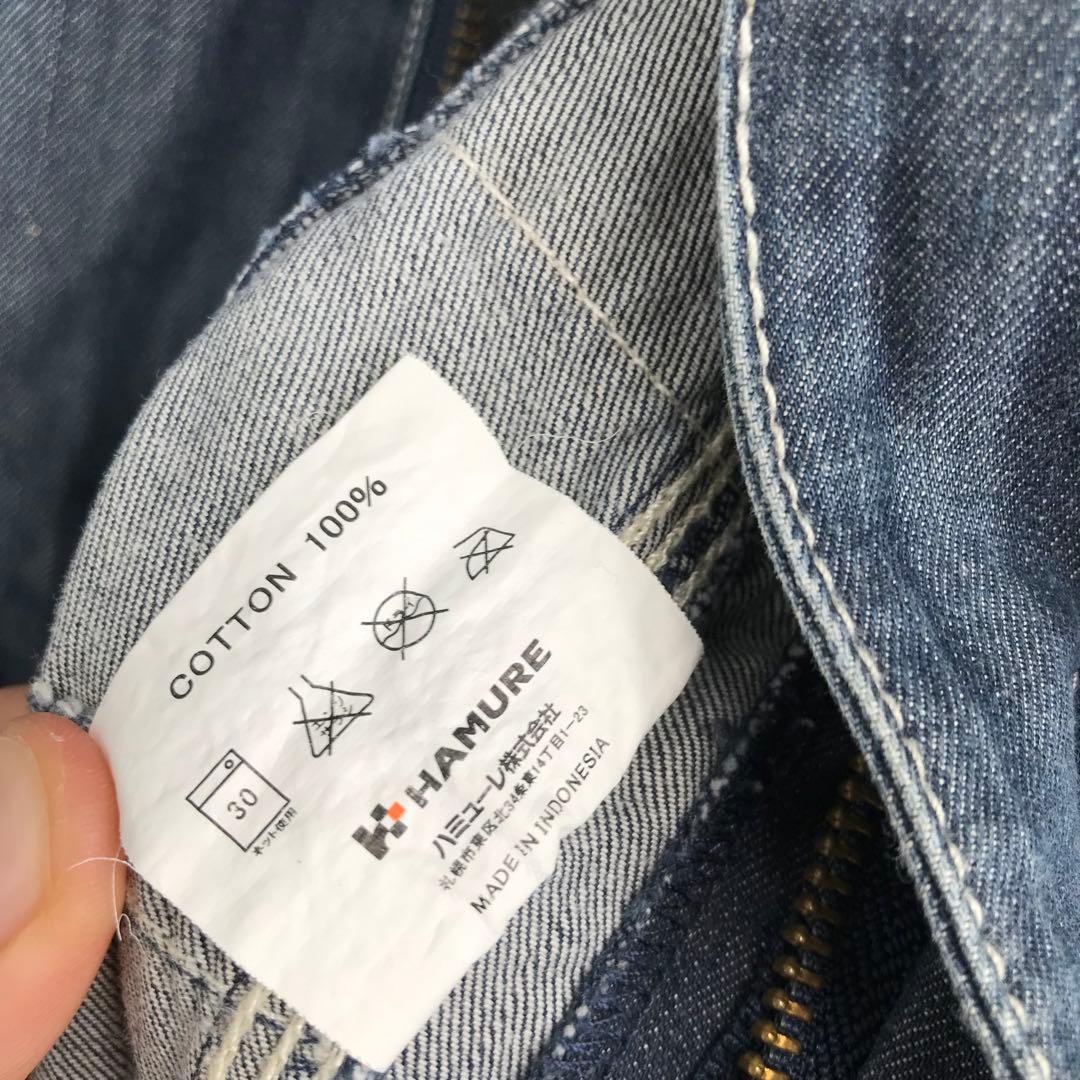 COTTON 100%
30
ネット使用
HAMURE
ハミューレ株式会社
札幌市東区北34条東14丁目1-23
MADE IN INDONESIA